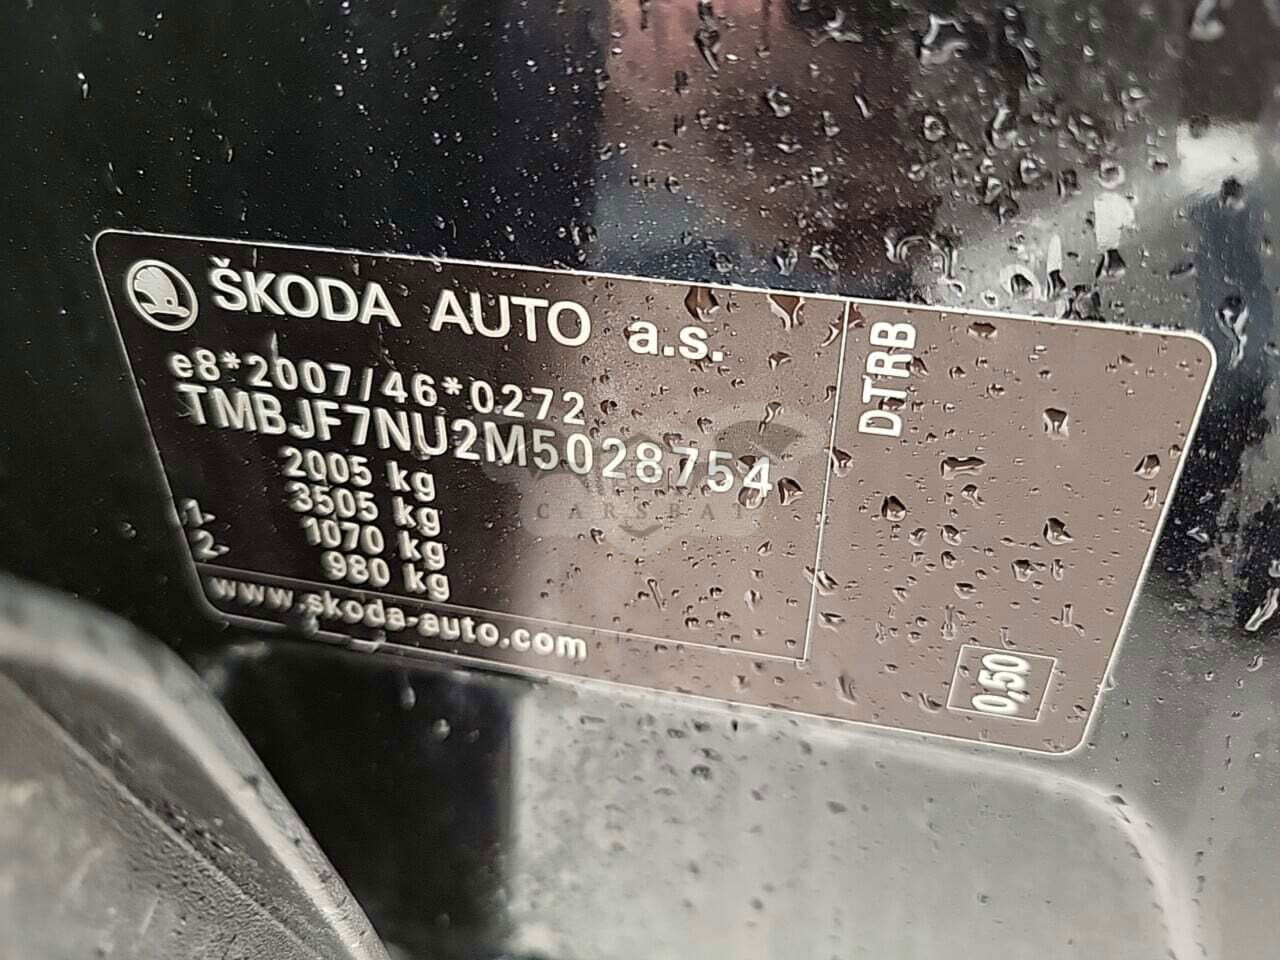 ŠKODA AUTO a.s.
e8*2007/46*0272
TMBJF7NU2M5028754
2005 kg
3505 kg
1- 1070 kg
2- 980 kg
www.skoda-auto.com
DTRB
0,50
CARSBAT